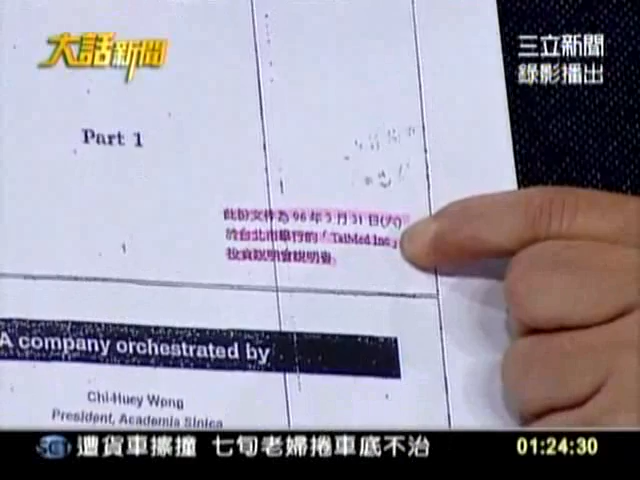 大話新聞
三立新聞
錄影播出
Part 1
此份文件為 96 年 3 月 31 日(六)
於台北市舉行的「TaiMed Inc」
投資說明會說明書
A company orchestrated by
Chi-Huey Wong
President, Academia Sinica
SET 遭貨車擦撞 七旬老婦捲車底不治 01:24:30